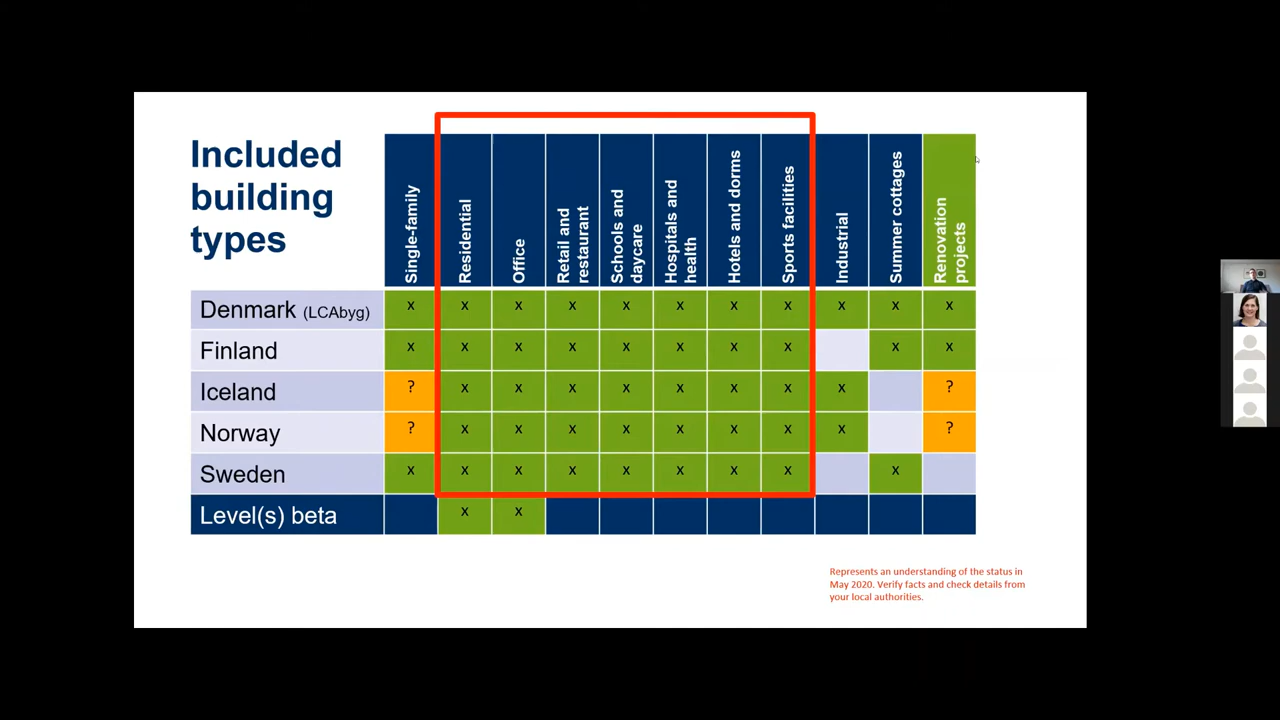 Included
building
types
Single-family
Residential
Office
Retail and
restaurant
Schools and
daycare
Hospitals and
health
Hotels and dorms
Sports facilities
Industrial
Summer cottages
Renovation
projects
Denmark (LCAbyg) x x x x x x x x x x x
Finland x x x x x x x x x x
Iceland ? x x x x x x x x ?
Norway ? x x x x x x x x ?
Sweden x x x x x x x x x
Level(s) beta x x
Represents an understanding of the status in
May 2020. Verify facts and check details from
your local authorities.